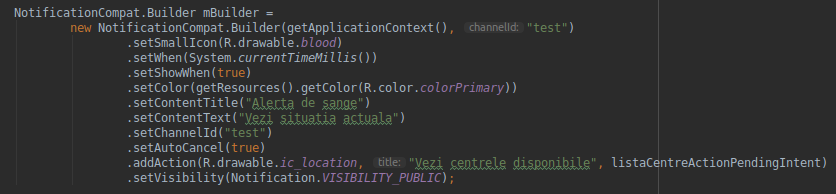 NotificationCompat.Builder mBuilder =
new NotificationCompat.Builder(getApplicationContext(), channelId: "test")
.setSmallIcon(R.drawable.blood)
.setWhen(System.currentTimeMillis())
.setShowWhen(true)
.setColor(getResources().getColor(R.color.colorPrimary))
.setContentTitle("Alerta de sange")
.setContentText("Vezi situatia actuala")
.setChannelId("test")
.setAutoCancel(true)
.addAction(R.drawable.ic_location, title: "Vezi centrele disponibile", listaCentreActionPendingIntent)
.setVisibility(Notification.VISIBILITY_PUBLIC);